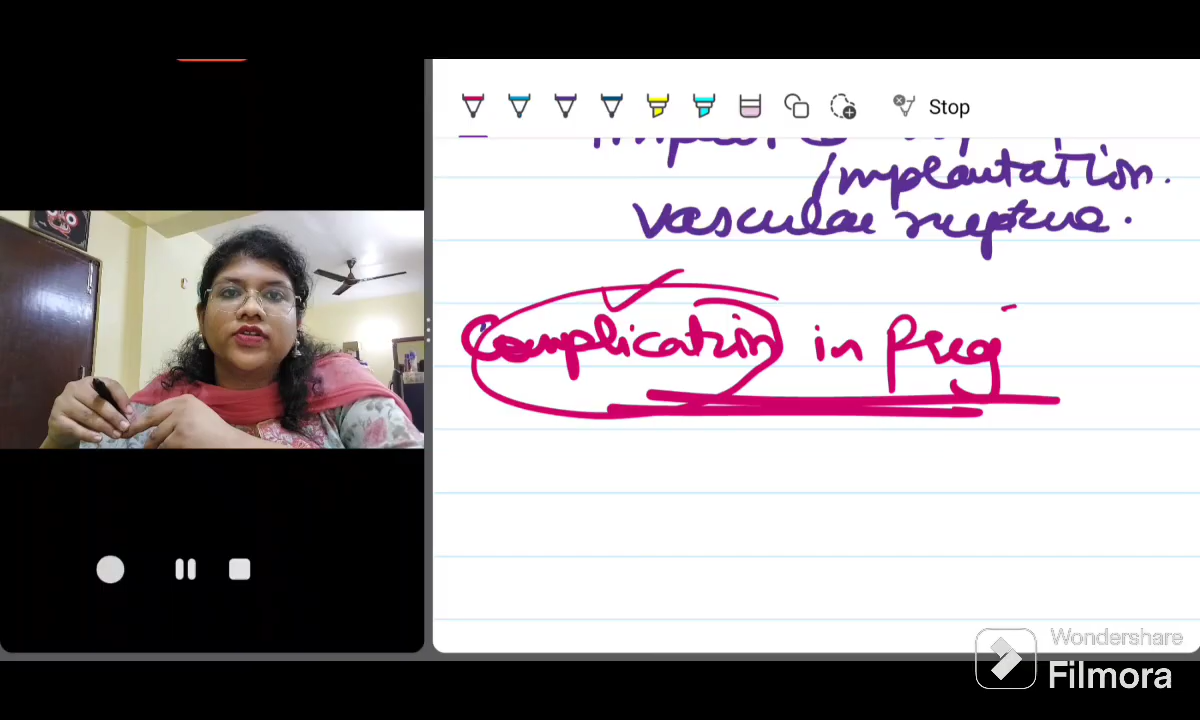 Stop
implantation.
vascular rupture.
Complication in Preg
Wondershare
Filmora